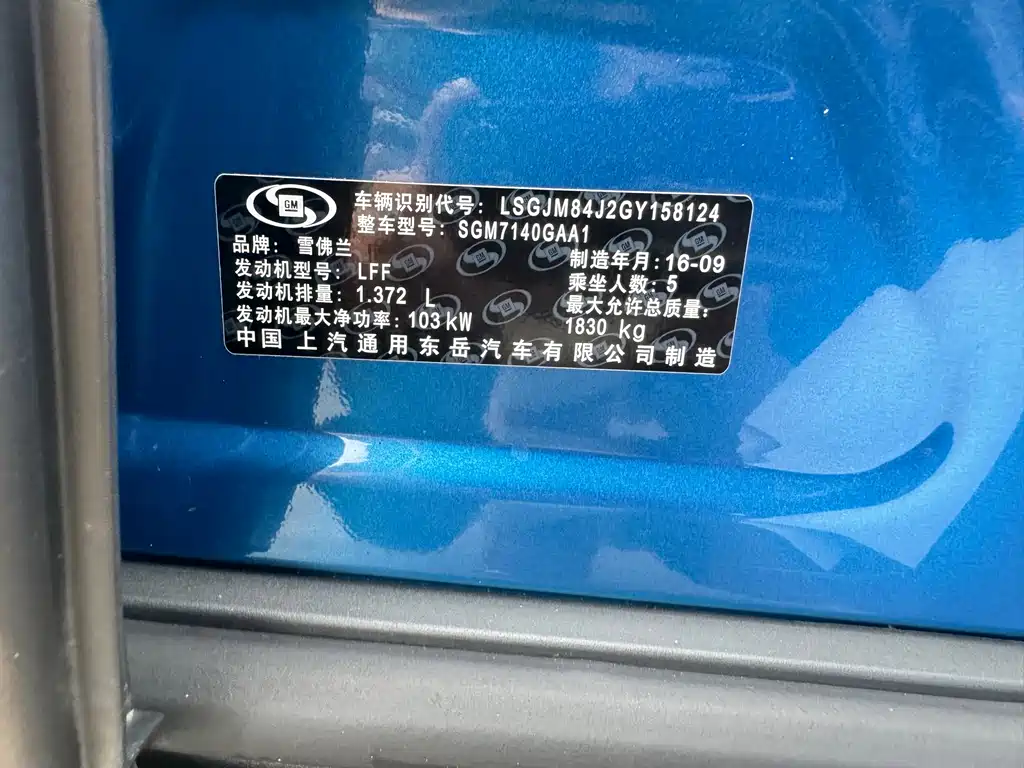 GM
车辆识别代号: LSGJM84J2GY158124
整车型号: SGM7140GAA1
品牌: 雪佛兰
制造年月: 16-09
发动机型号: LFF
乘坐人数: 5
发动机排量: 1.372 L
最大允许总质量:
发动机最大净功率: 103 kW
1830 kg
中国 上汽通用东岳汽车有限公司制造